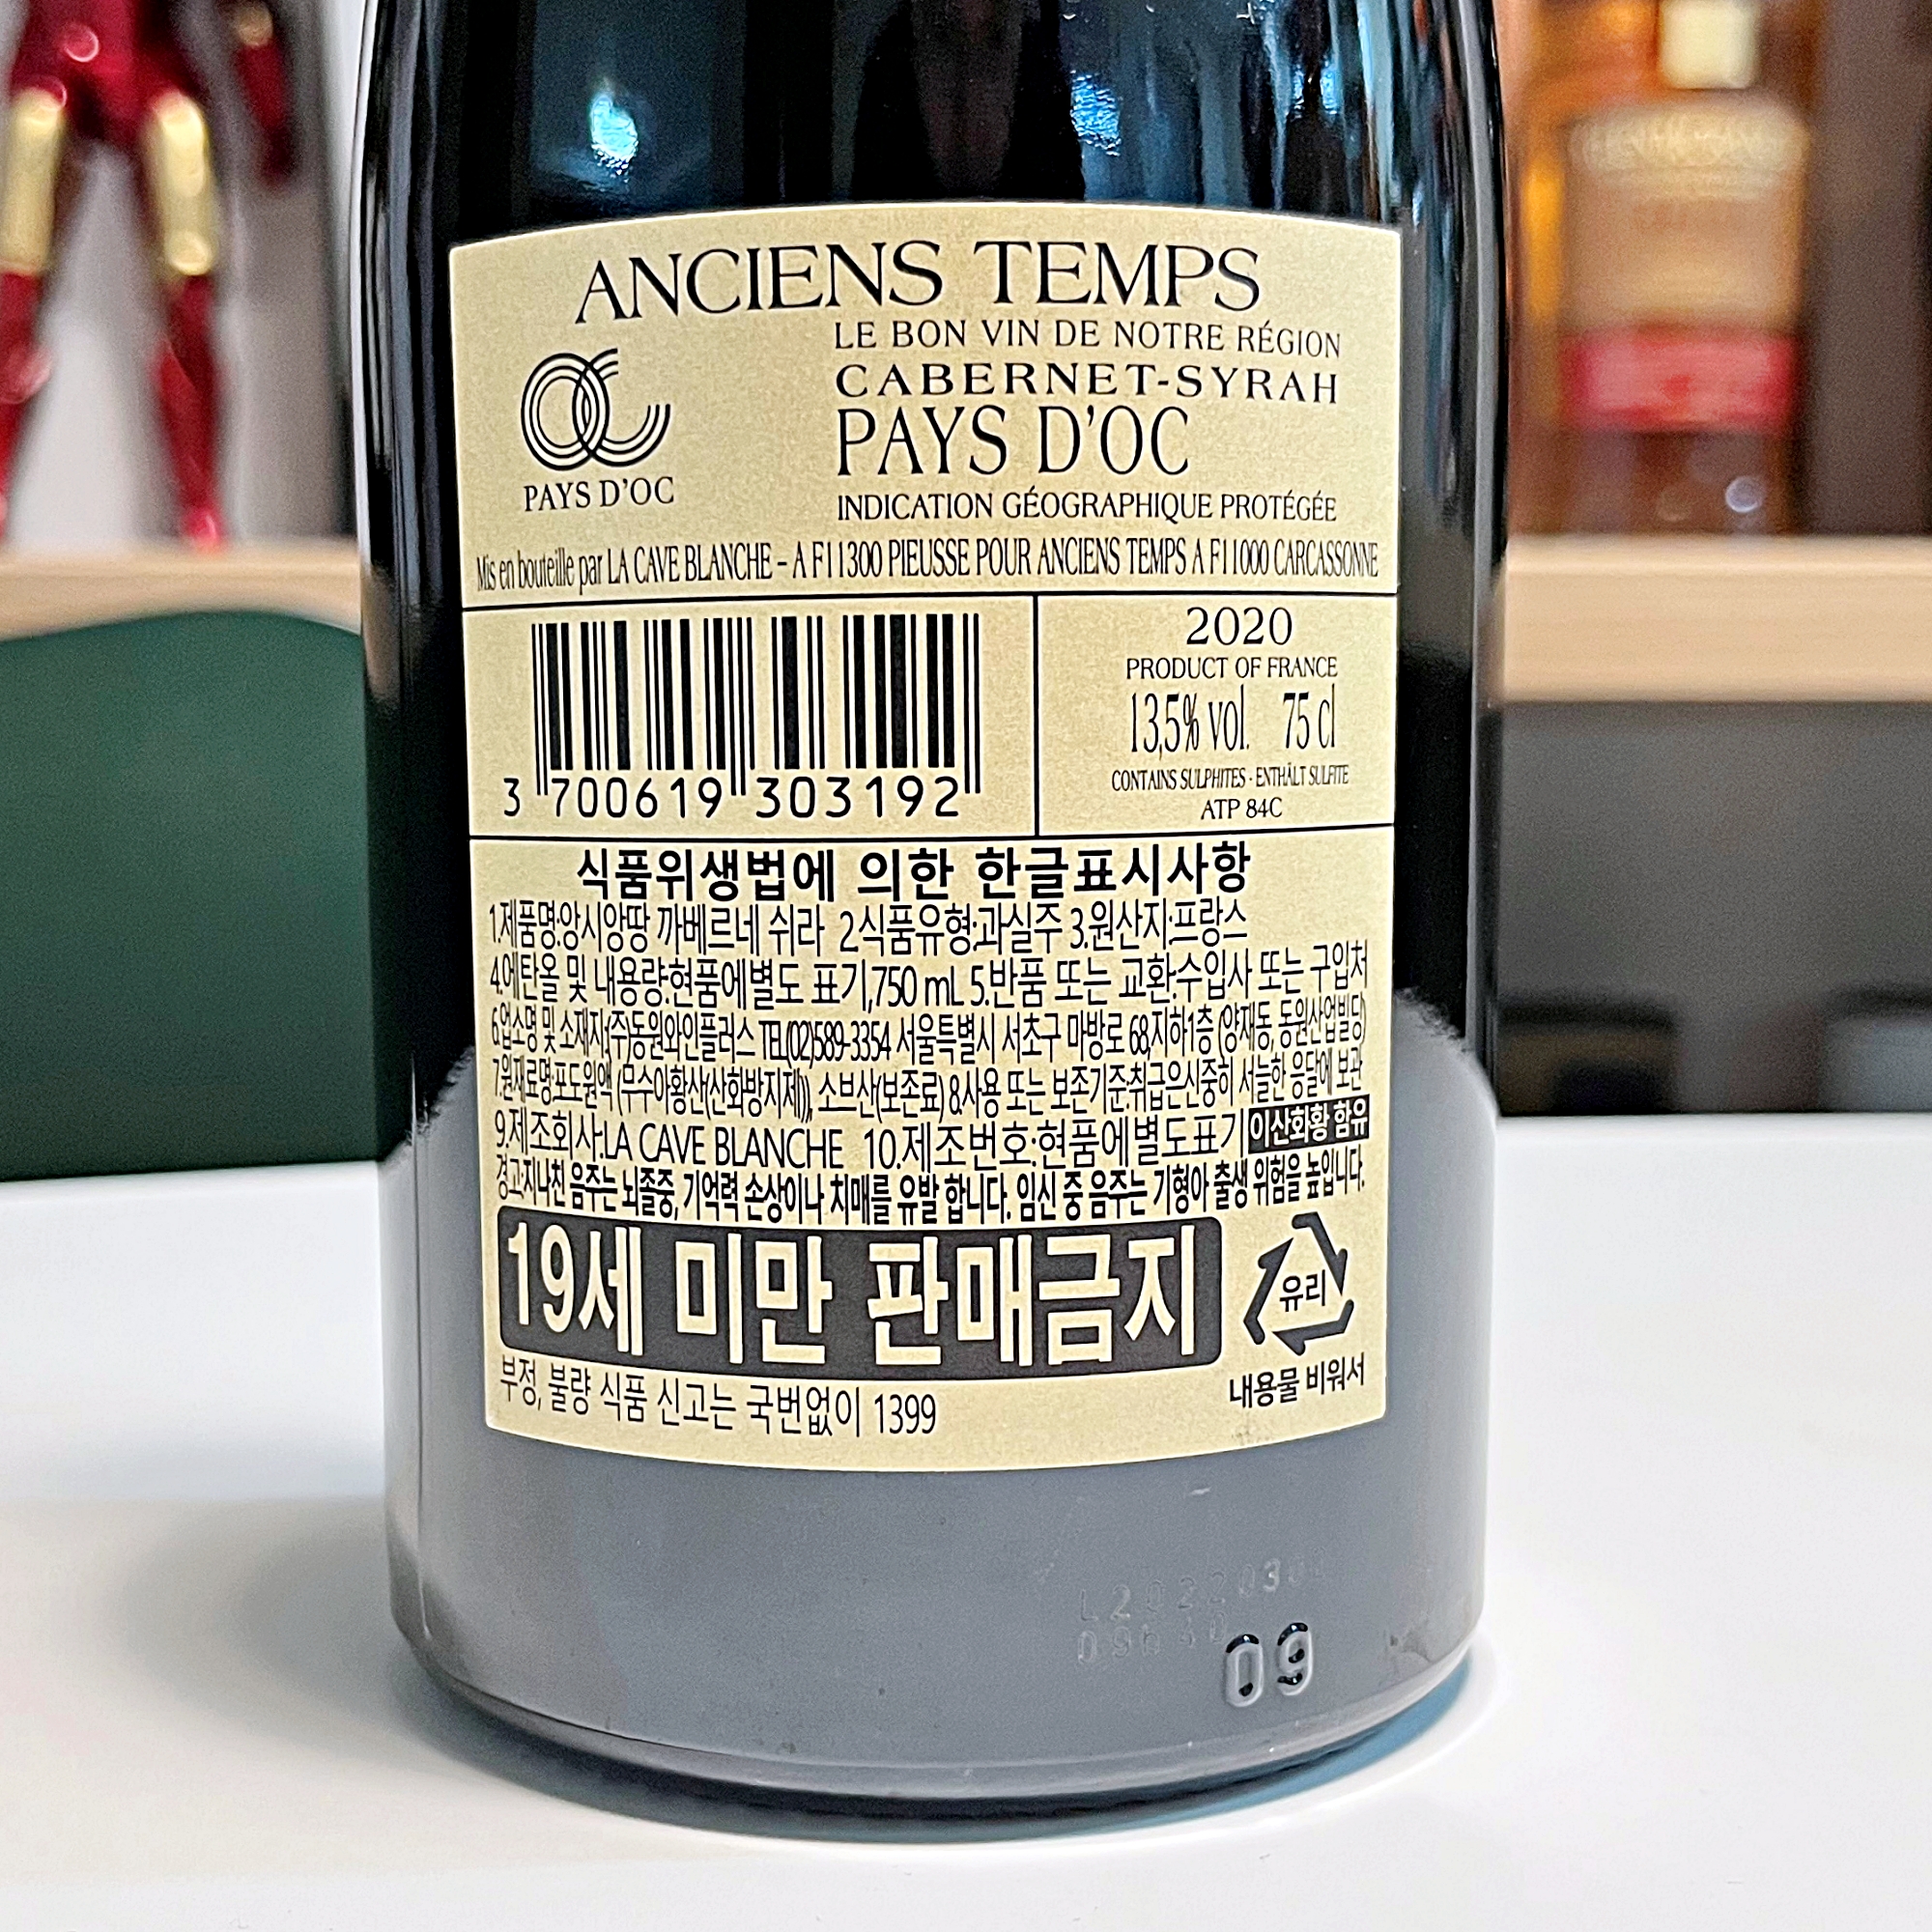 ANCIENS TEMPS
LE BON VIN DE NOTRE RÉGION
CABERNET-SYRAH
PAYS D'OC
INDICATION GÉOGRAPHIQUE PROTÉGÉE
PAYS D'OC
Mis en bouteille par LA CAVE BLANCHE - A F11300 PIEUSSE POUR ANCIENS TEMPS A F11000 CARCASSONNE
3 700619 303192
2020
PRODUCT OF FRANCE
13,5% vol. 75 cl
CONTAINS SULPHITES - ENTHÄLT SULFITE
ATP 84C
식품위생법에 의한 한글표시사항
1.제품명:앙시앙땅 까베르네 쉬라 2.식품유형:과실주 3.원산지:프랑스
4.에탄올 및 내용량:현품에별도 표기,750 mL 5.반품 또는 교환:수입사 또는 구입처
6.업소명 및 소재지:(주)동원와인플러스 TEL(02)589-3354 서울특별시 서초구 마방로 68,지하1층 (양재동, 동원산업빌딩)
7.원재료명:포도원액 (무수아황산(산화방지제)), 소브산(보존료) 8.사용 또는 보존기준:취급은신중히 서늘한 응달에 보관
9.제조회사:LA CAVE BLANCHE 10.제조번호:현품에별도표기 이산화황 함유
경고:지나친 음주는 뇌졸중, 기억력 손상이나 치매를 유발 합니다. 임신 중 음주는 기형아 출생 위험을 높입니다.
19세 미만 판매금지
유리
내용물 비워서
부정, 불량 식품 신고는 국번없이 1399
09